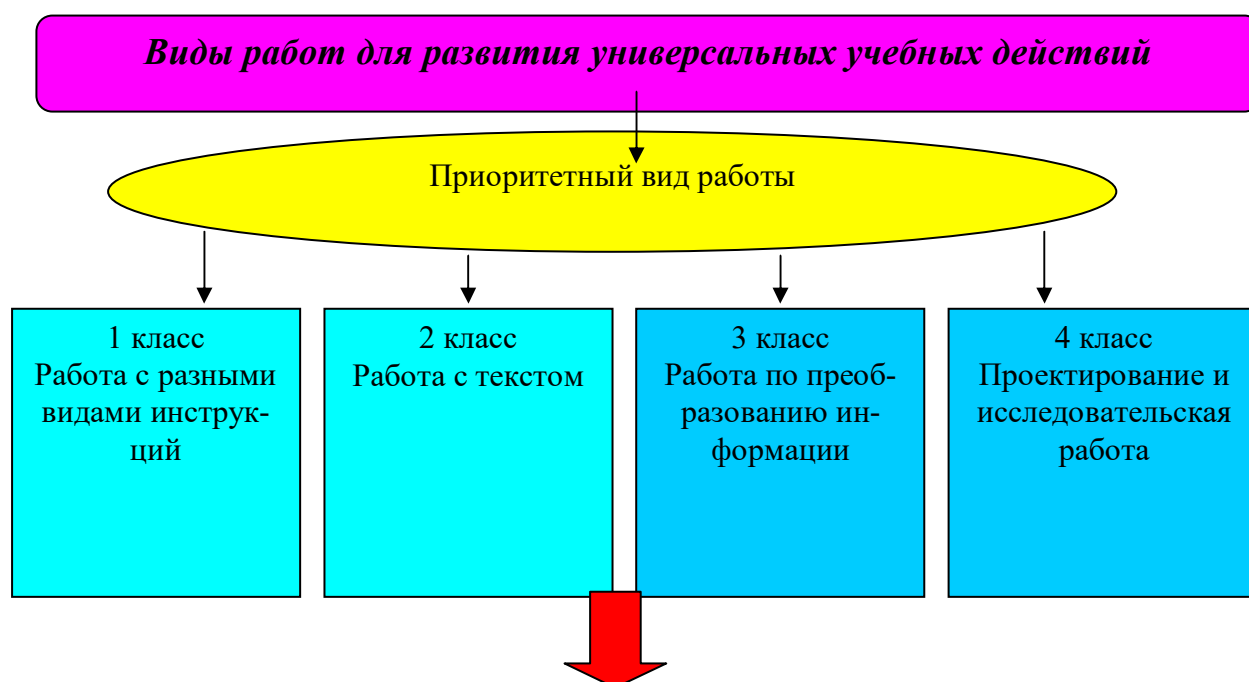 Виды работ для развития универсальных учебных действий
Приоритетный вид работы
1 класс
Работа с разными
видами инструк-
ций
2 класс
Работа с текстом
3 класс
Работа по преоб-
разованию ин-
формации
4 класс
Проектирование и
исследовательская
работа